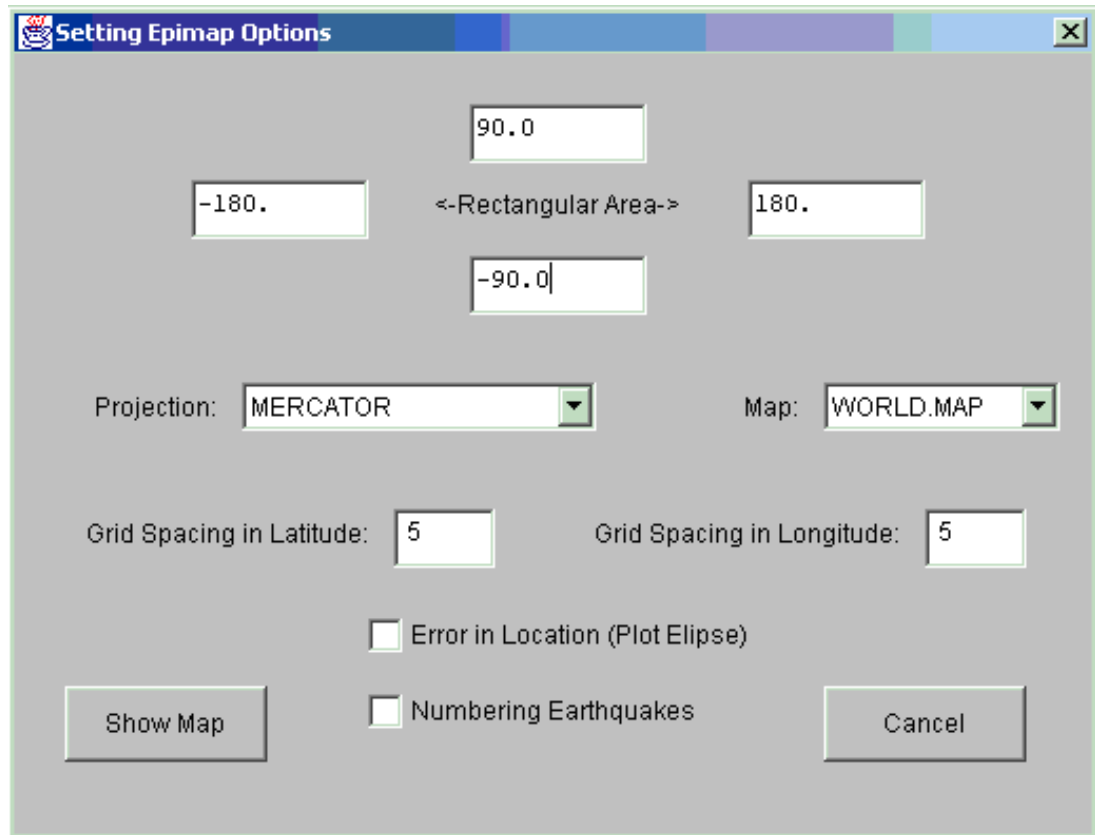 Setting Epimap Options
90.0
-180. <-Rectangular Area-> 180.
-90.0
Projection: MERCATOR Map: WORLD.MAP
Grid Spacing in Latitude: 5 Grid Spacing in Longitude: 5
Error in Location (Plot Elipse)
Show Map Numbering Earthquakes Cancel